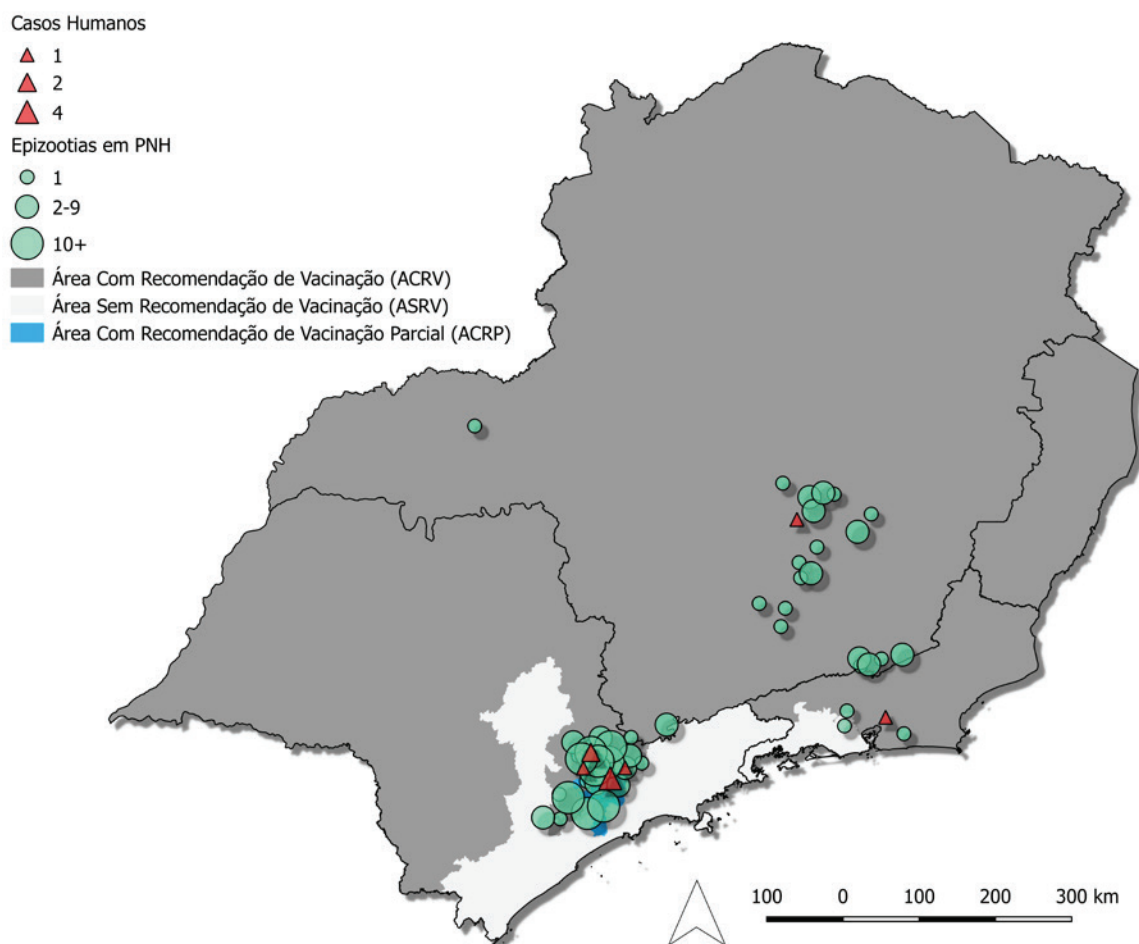 Casos Humanos
1
2
4
Epizootias em PNH
1
2-9
10+
Área Com Recomendação de Vacinação (ACRV)
Área Sem Recomendação de Vacinação (ASRV)
Área Com Recomendação de Vacinação Parcial (ACRP)
100 0 100 200 300 km